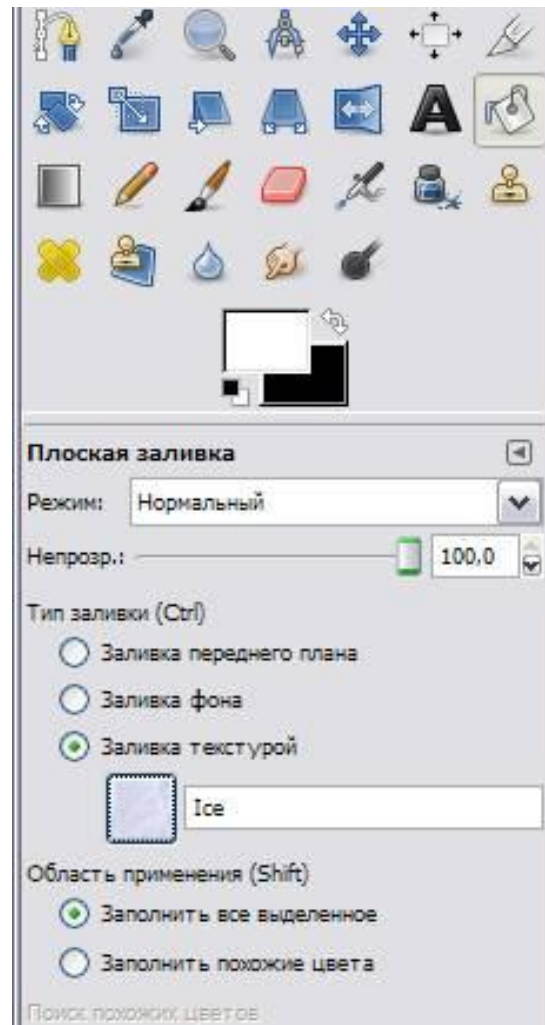 Плоская заливка
Режим: Нормальный
Непрозр.: 100,0
Тип заливки (Ctrl)
Заливка переднего плана
Заливка фона
Заливка текстурой
Ice
Область применения (Shift)
Заполнить все выделенное
Заполнить похожие цвета
Поиск похожих цветов